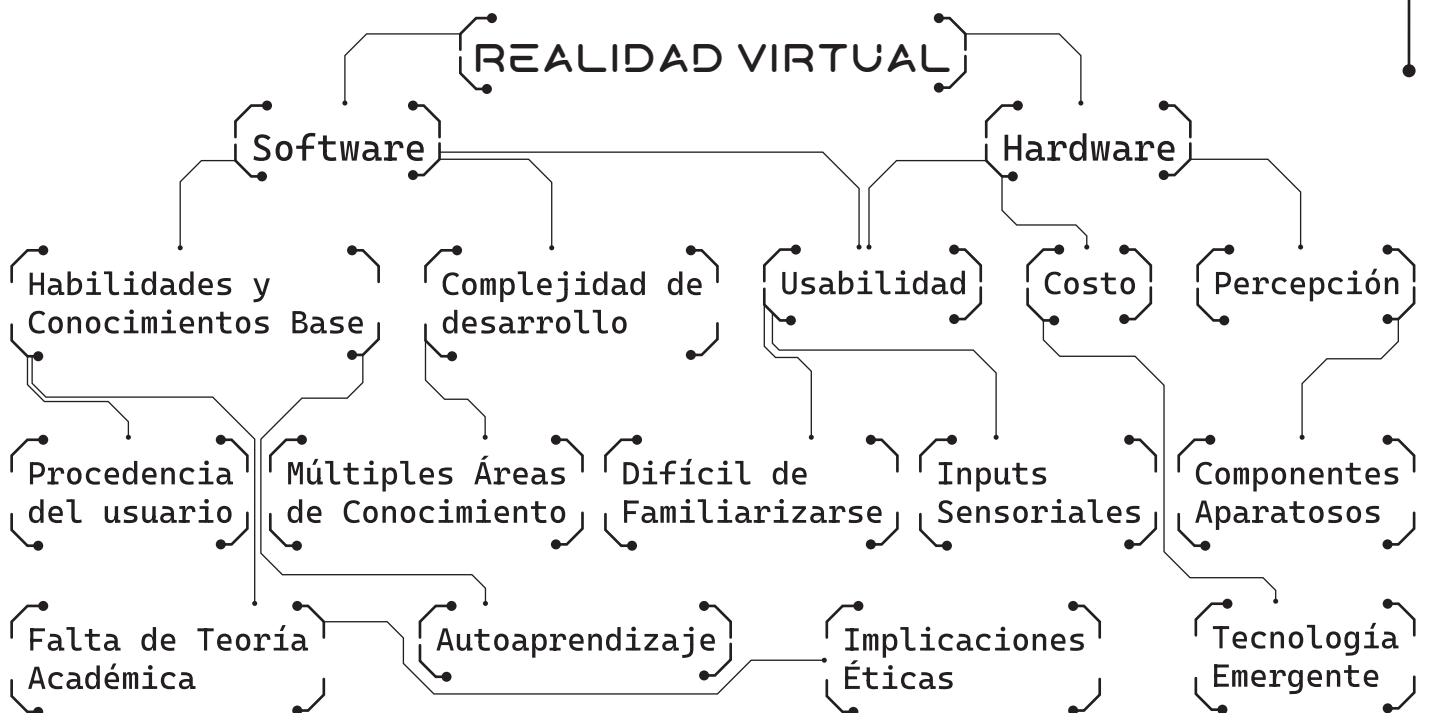 REALIDAD VIRTUAL
Software
Hardware
Habilidades y
Conocimientos Base
Complejidad de
desarrollo
Usabilidad
Costo
Percepción
Procedencia
del usuario
Múltiples Áreas
de Conocimiento
Difícil de
Familiarizarse
Inputs
Sensoriales
Componentes
Aparatosos
Falta de Teoría
Académica
Autoaprendizaje
Implicaciones
Éticas
Tecnología
Emergente